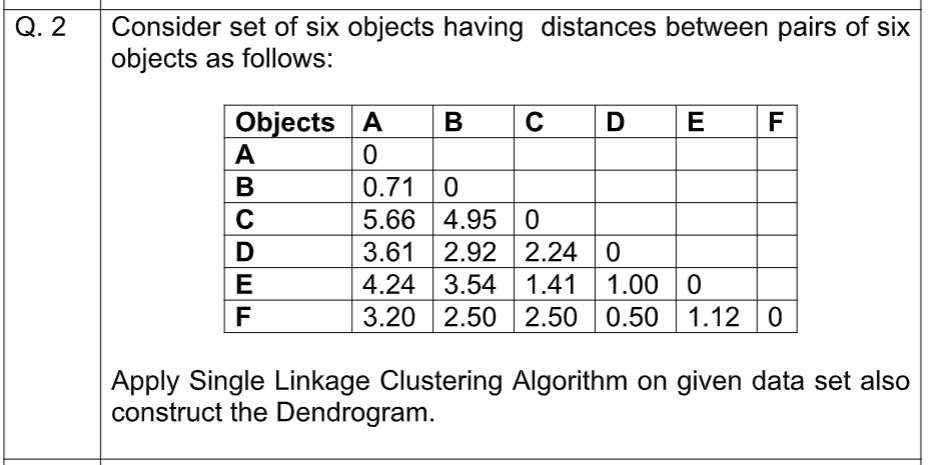 Q. 2
Consider set of six objects having distances between pairs of six
objects as follows:
Objects A B C D E F
A 0
B 0.71 0
C 5.66 4.95 0
D 3.61 2.92 2.24 0
E 4.24 3.54 1.41 1.00 0
F 3.20 2.50 2.50 0.50 1.12 0
Apply Single Linkage Clustering Algorithm on given data set also
construct the Dendrogram.